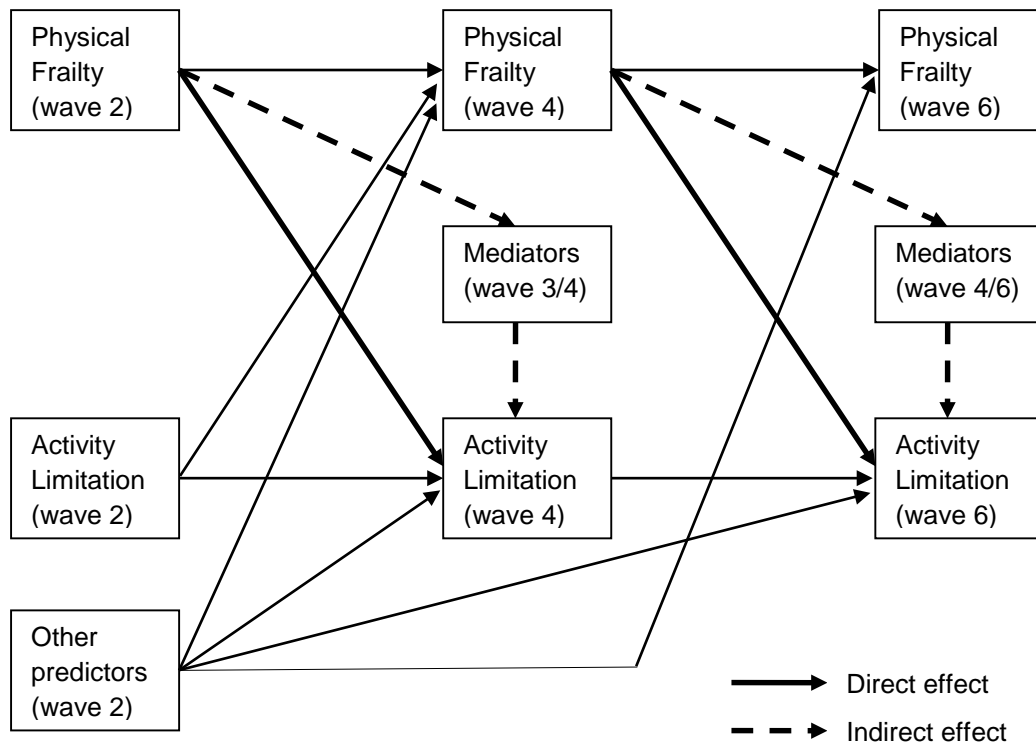 Physical
Frailty
(wave 2)
Physical
Frailty
(wave 4)
Physical
Frailty
(wave 6)
Mediators
(wave 3/4)
Mediators
(wave 4/6)
Activity
Limitation
(wave 2)
Activity
Limitation
(wave 4)
Activity
Limitation
(wave 6)
Other
predictors
(wave 2)
Direct effect
Indirect effect